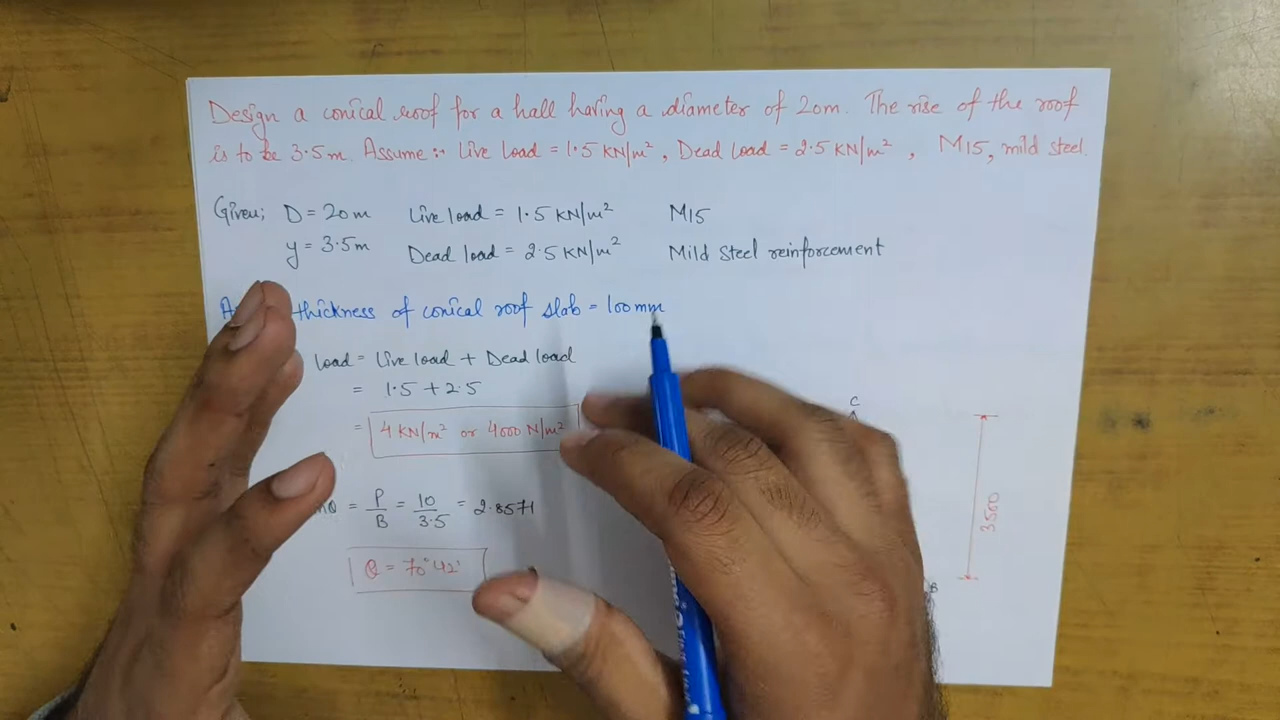 Design a conical roof for a hall having a diameter of 20m. The rise of the roof
is to be 3.5m. Assume:- Live load = 1.5 KN/m², Dead load = 2.5 KN/m², M15, mild steel.
Given; D = 20m Live load = 1.5 KN/m² M15
y = 3.5m Dead load = 2.5 KN/m² Mild Steel reinforcement
thickness of conical roof slab = 100mm
load = Live load + Dead load
= 1.5 + 2.5
= 4 KN/m² or 4000 N/m²
C
θ = P/B = 10/3.5 = 2.8571
3500
θ = 70°42'
B